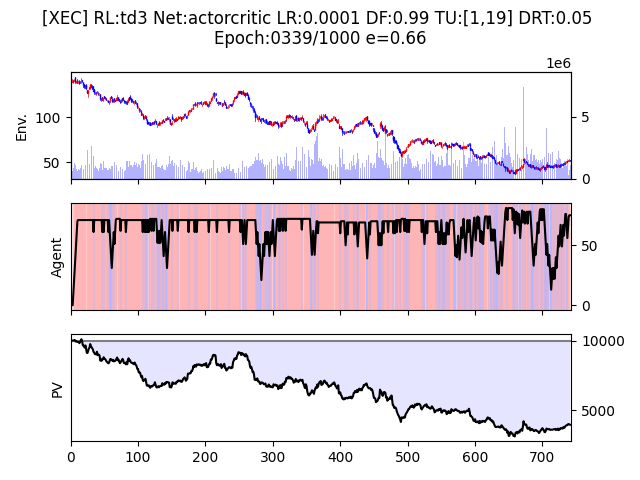 [XEC] RL:td3 Net:actorcritic LR:0.0001 DF:0.99 TU:[1,19] DRT:0.05
Epoch:0339/1000 e=0.66
1e6
Env.
100
50
5
0
Agent
50
0
PV
10000
5000
0 100 200 300 400 500 600 700